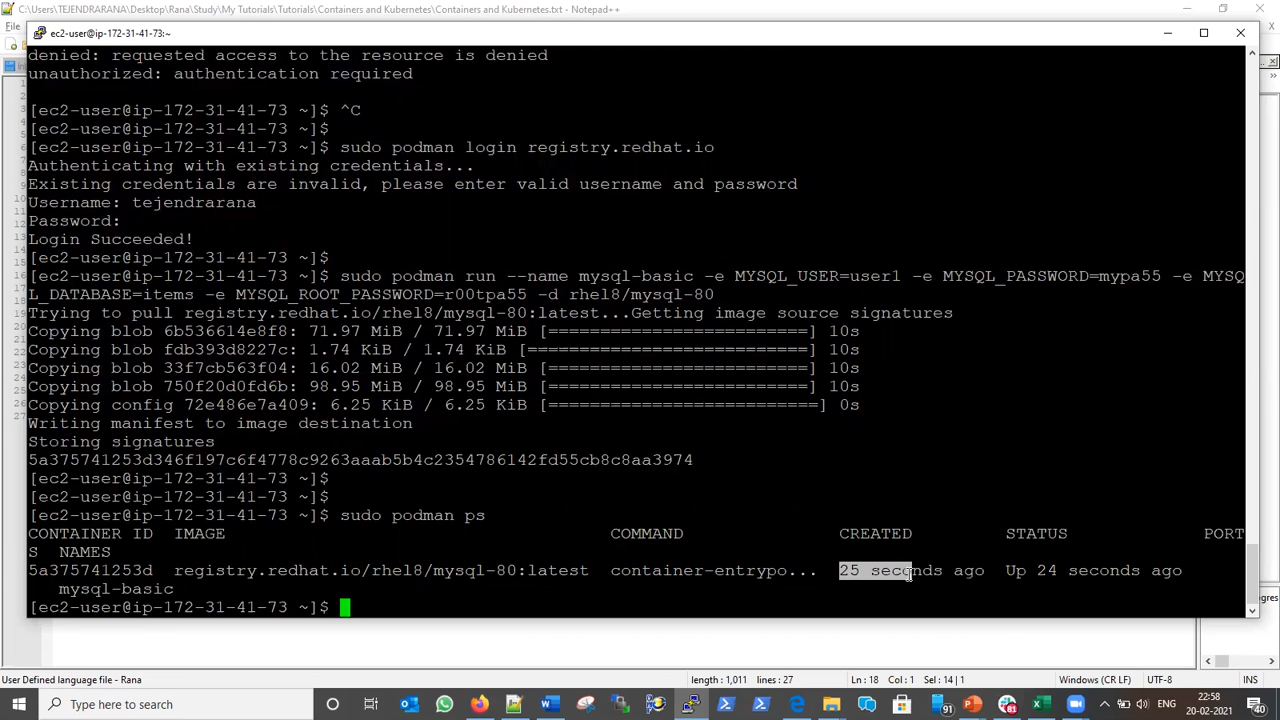 C:\Users\TEJENDRARANA\Desktop\Rana\Study\My Tutorials\Tutorials\Containers and Kubernetes\Containers and Kubernetes.txt - Notepad++
File
ec2-user@ip-172-31-41-73:~
denied: requested access to the resource is denied
unauthorized: authentication required
[ec2-user@ip-172-31-41-73 ~]$ ^C
[ec2-user@ip-172-31-41-73 ~]$
[ec2-user@ip-172-31-41-73 ~]$ sudo podman login registry.redhat.io
Authenticating with existing credentials...
Existing credentials are invalid, please enter valid username and password
Username: tejendrarana
Password:
Login Succeeded!
[ec2-user@ip-172-31-41-73 ~]$
[ec2-user@ip-172-31-41-73 ~]$ sudo podman run --name mysql-basic -e MYSQL_USER=user1 -e MYSQL_PASSWORD=mypa55 -e MYSQ
L_DATABASE=items -e MYSQL_ROOT_PASSWORD=r00tpa55 -d rhel8/mysql-80
Trying to pull registry.redhat.io/rhel8/mysql-80:latest...Getting image source signatures
Copying blob 6b536614e8f8: 71.97 MiB / 71.97 MiB [==========================] 10s
Copying blob fdb393d8227c: 1.74 KiB / 1.74 KiB [============================] 10s
Copying blob 3337cb563f04: 16.02 MiB / 16.02 MiB [==========================] 10s
Copying blob 750f20d0fd6b: 98.95 MiB / 98.95 MiB [==========================] 10s
Copying config 72e486e7a409: 6.25 KiB / 6.25 KiB [==========================] 0s
Writing manifest to image destination
Storing signatures
5a375741253d346f197c6f4778c9263aaab5b4c2354786142fd55cb8c8aa3974
[ec2-user@ip-172-31-41-73 ~]$
[ec2-user@ip-172-31-41-73 ~]$
[ec2-user@ip-172-31-41-73 ~]$ sudo podman ps
CONTAINER ID IMAGE COMMAND CREATED STATUS PORT
S NAMES
5a375741253d registry.redhat.io/rhel8/mysql-80:latest container-entrypo... 25 seconds ago Up 24 seconds ago
mysql-basic
[ec2-user@ip-172-31-41-73 ~]$
User Defined language file - Rana length : 1,011 lines : 27 Ln : 18 Col : 1 Sel : 14 | 1 Windows (CR LF) UTF-8 INS
Type here to search
ENG
22:58
20-02-2021